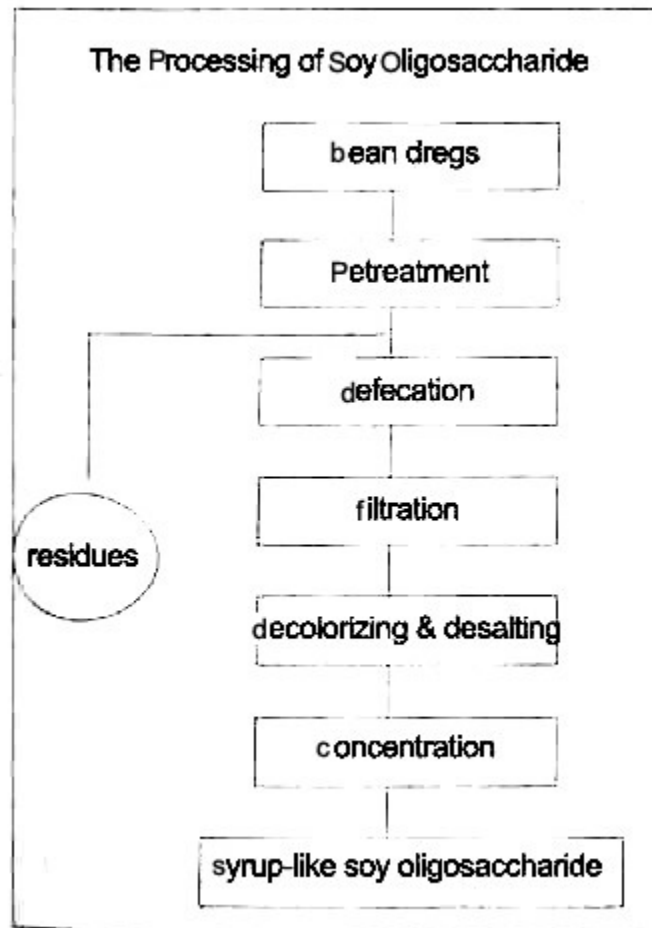 The Processing of Soy Oligosaccharide
bean dregs
Petreatment
defecation
filtration
residues
decolorizing & desalting
concentration
syrup-like soy oligosaccharide